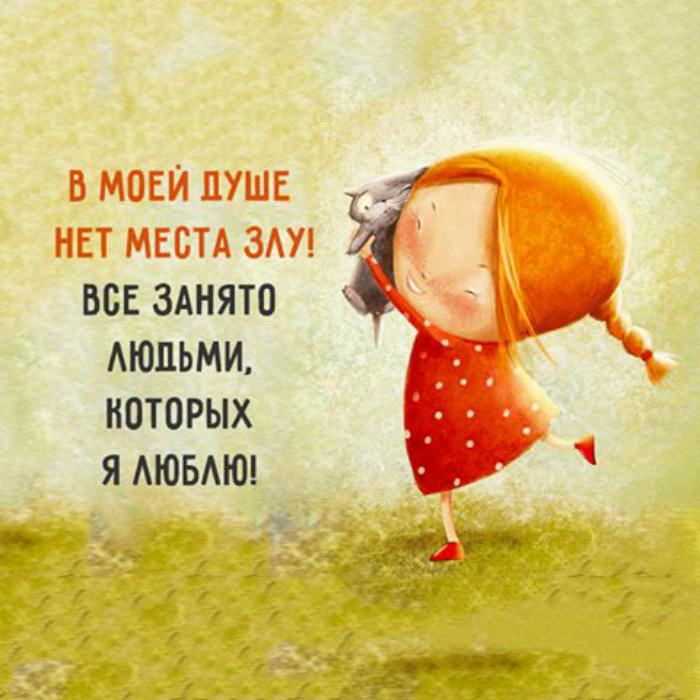 В МОЕЙ ДУШЕ
НЕТ МЕСТА ЗЛУ!
ВСЕ ЗАНЯТО
ЛЮДЬМИ,
КОТОРЫХ
Я ЛЮБЛЮ!